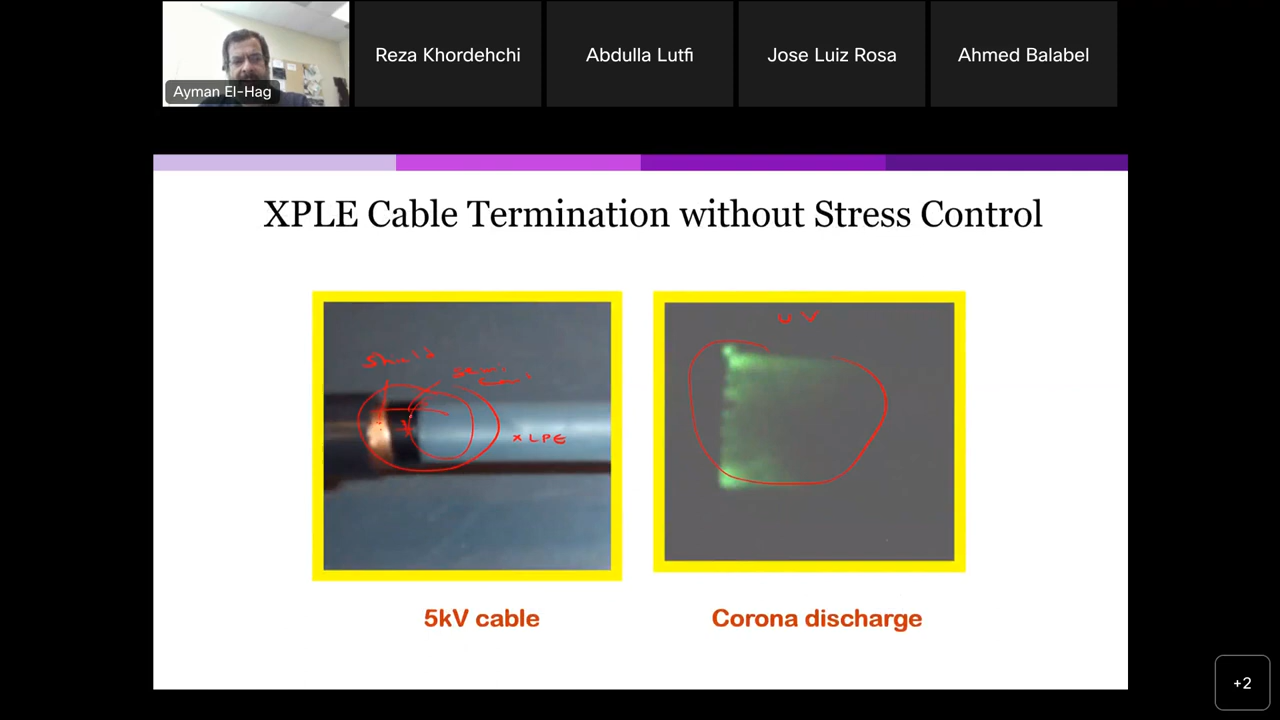 Ayman El-Hag
Reza Khordehchi
Abdulla Lutfi
Jose Luiz Rosa
Ahmed Balabel
XPLE Cable Termination without Stress Control
UV
XLPE
5kV cable
Corona discharge
+2